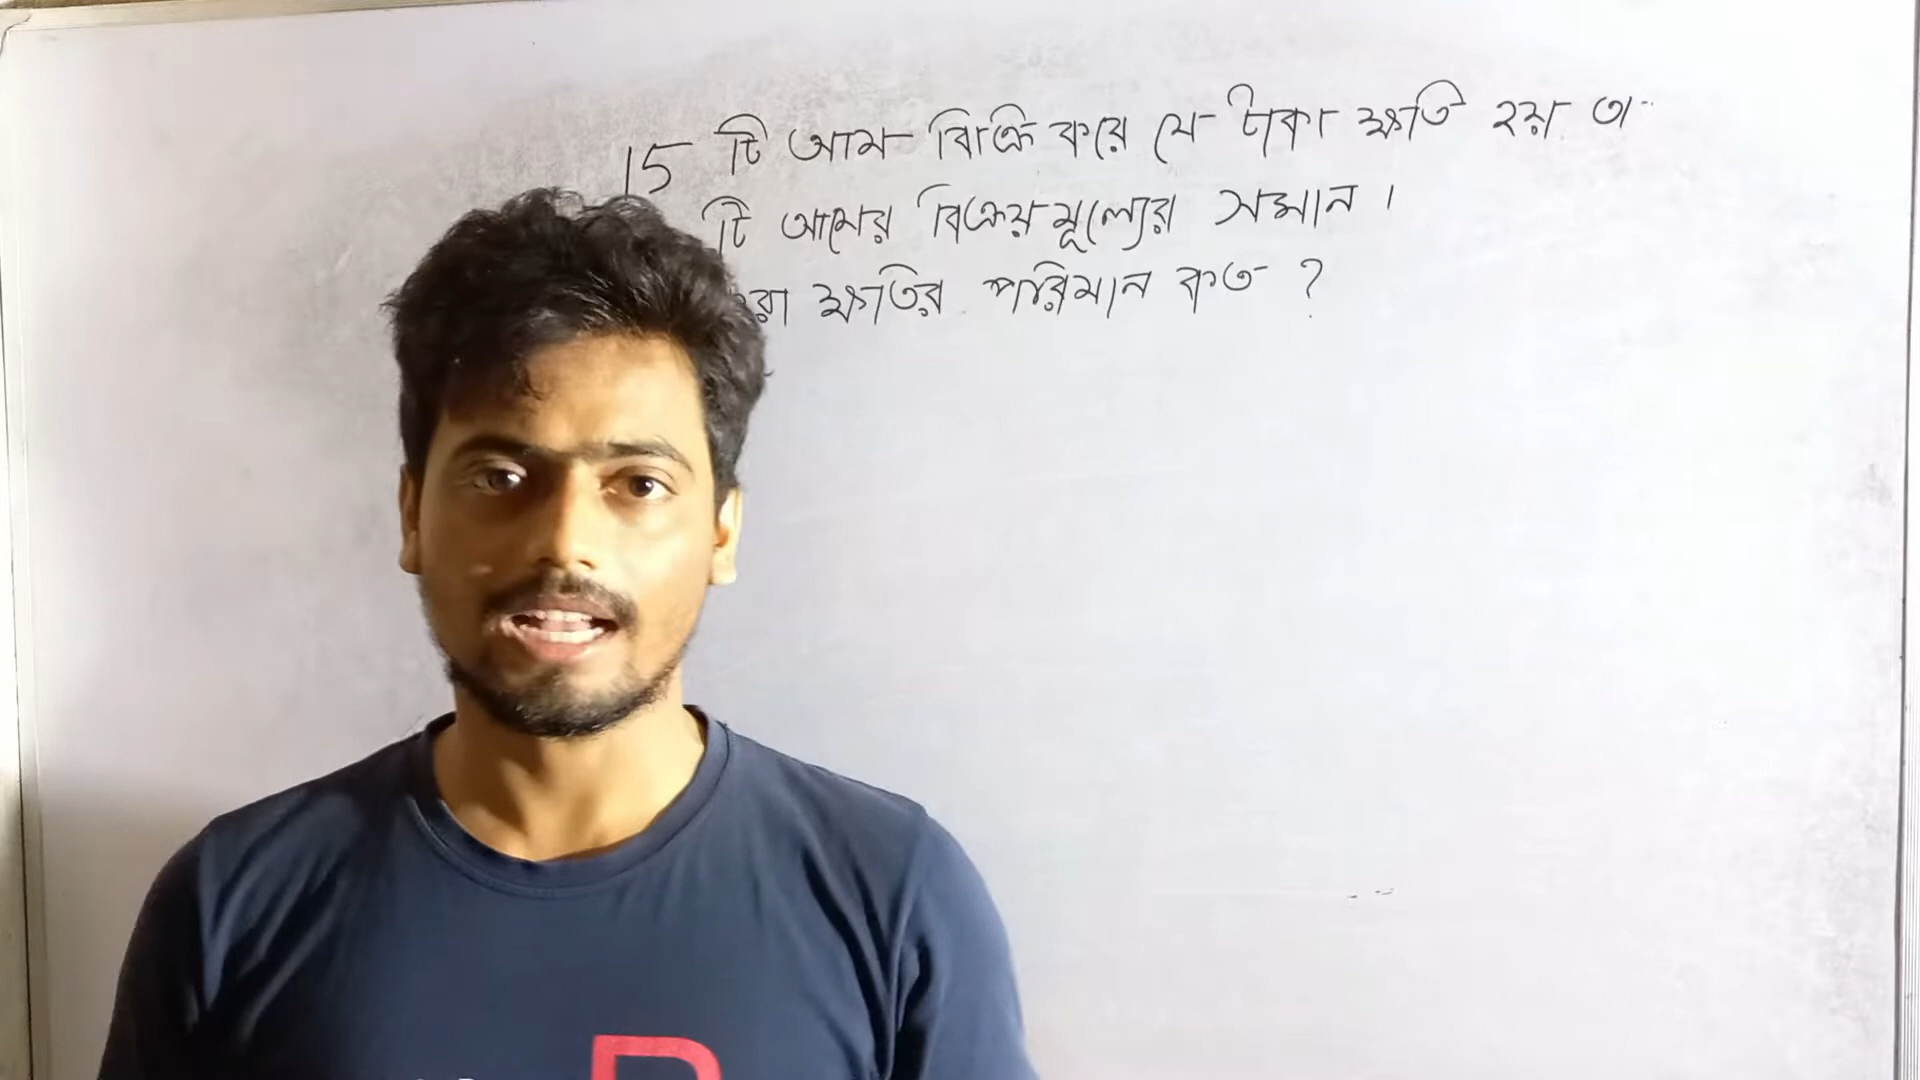 15 টি আম বিক্রি করে যে টাকা ক্ষতি হয় তা
টি আমের বিক্রয়মূল্যের সমান।
ক্ষতির পরিমান কত ?